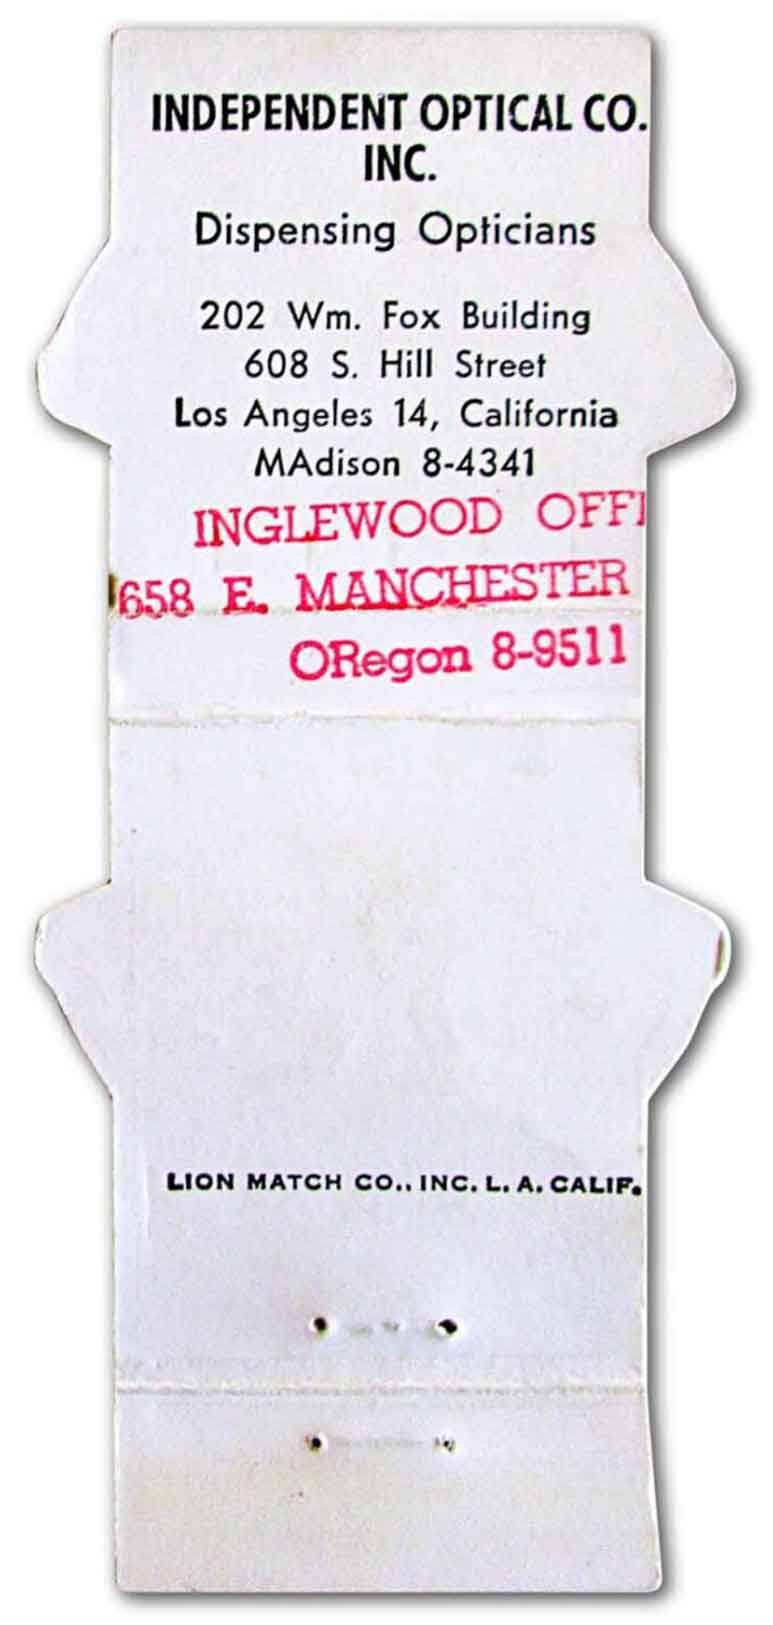 INDEPENDENT OPTICAL CO.
INC.
Dispensing Opticians
202 Wm. Fox Building
608 S. Hill Street
Los Angeles 14, California
MAdison 8-4341
INGLEWOOD OFFI
658 E. MANCHESTER
ORegon 8-9511
LION MATCH CO., INC. L. A. CALIF.